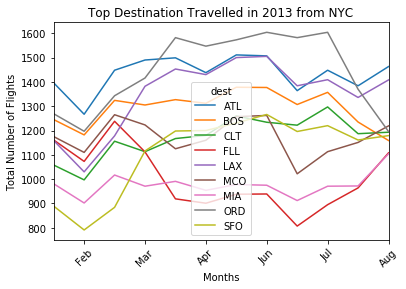 Top Destination Travelled in 2013 from NYC
Total Number of Flights
1600
1500
1400
1300
1200
1100
1000
900
800
dest
ATL
BOS
CLT
FLL
LAX
MCO
MIA
ORD
SFO
Feb
Mar
Apr
Jun
Jul
Aug
Months